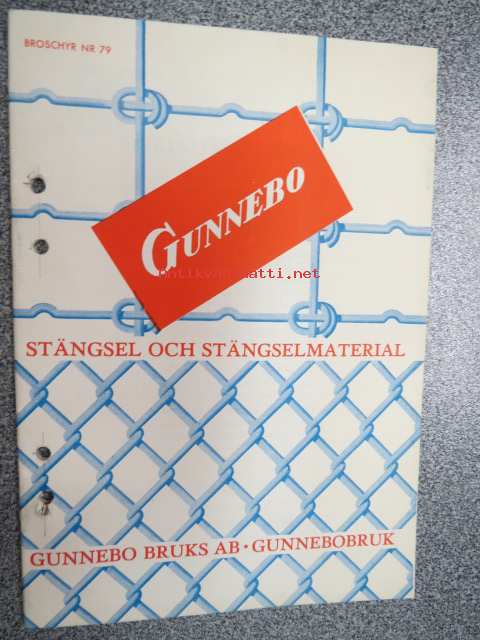 BROSCHYR NR 79
GUNNEBO
antikvariaatti.net
STÄNGSEL OCH STÄNGSELMATERIAL
GUNNEBO BRUKS AB · GUNNEBOBRUK